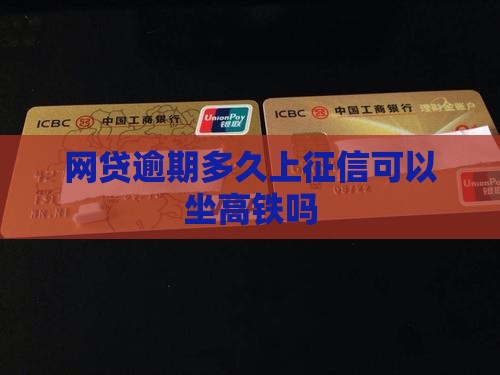 ICBC 中国工商银行
UnionPay
银联
ICBC 中国工商银行 理财金账户
UnionPay
银联
网贷逾期多久上征信可以
坐高铁吗